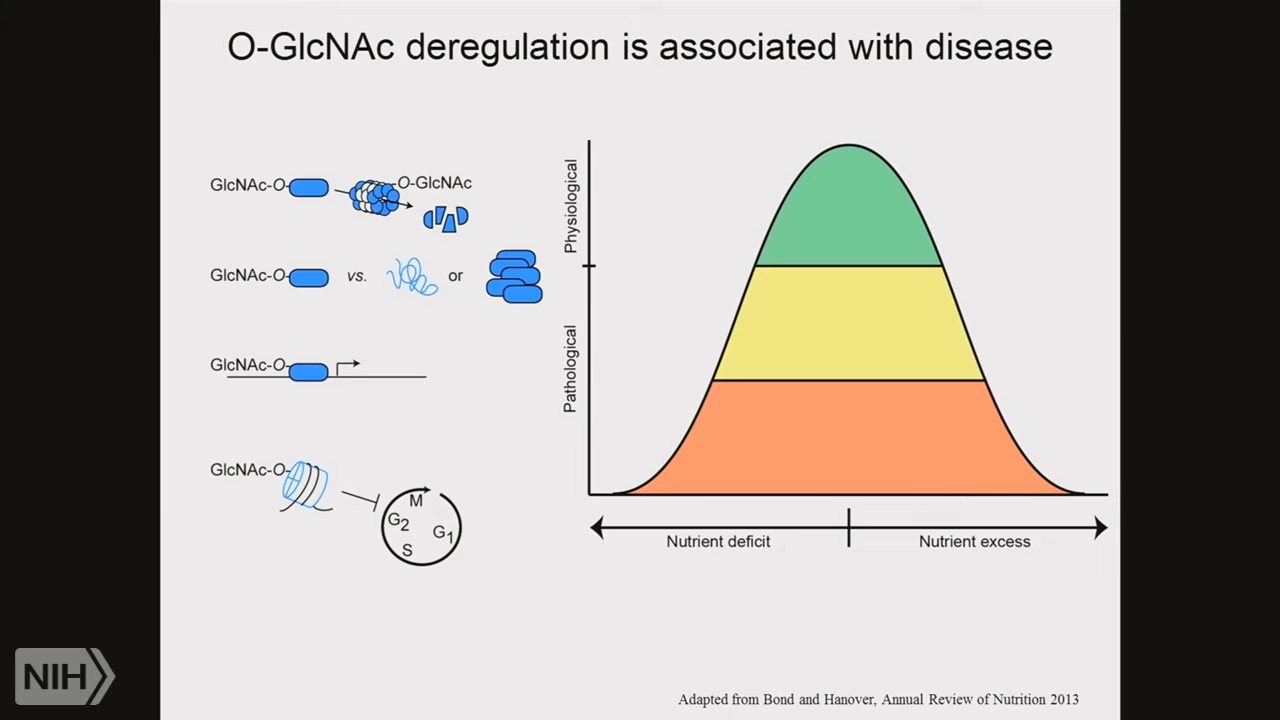 O-GlcNAc deregulation is associated with disease
GlcNAc-O
O-GlcNAc
GlcNAc-O
vs.
or
GlcNAc-O
GlcNAc-O
M
G2
G1
S
Physiological
Pathological
Nutrient deficit
Nutrient excess
NIH
Adapted from Bond and Hanover, Annual Review of Nutrition 2013